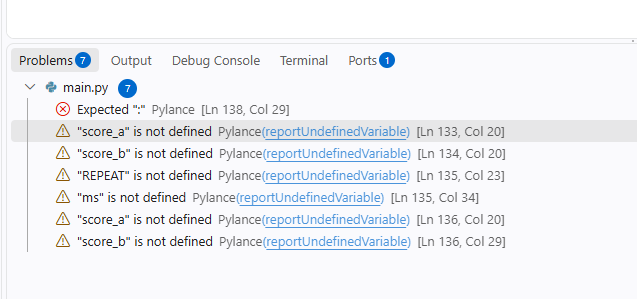 Problems 7 Output Debug Console Terminal Ports 1
main.py 7
Expected ":" Pylance [Ln 138, Col 29]
"score_a" is not defined Pylance(reportUndefinedVariable) [Ln 133, Col 20]
"score_b" is not defined Pylance(reportUndefinedVariable) [Ln 134, Col 20]
"REPEAT" is not defined Pylance(reportUndefinedVariable) [Ln 135, Col 23]
"ms" is not defined Pylance(reportUndefinedVariable) [Ln 135, Col 34]
"score_a" is not defined Pylance(reportUndefinedVariable) [Ln 136, Col 20]
"score_b" is not defined Pylance(reportUndefinedVariable) [Ln 136, Col 29]